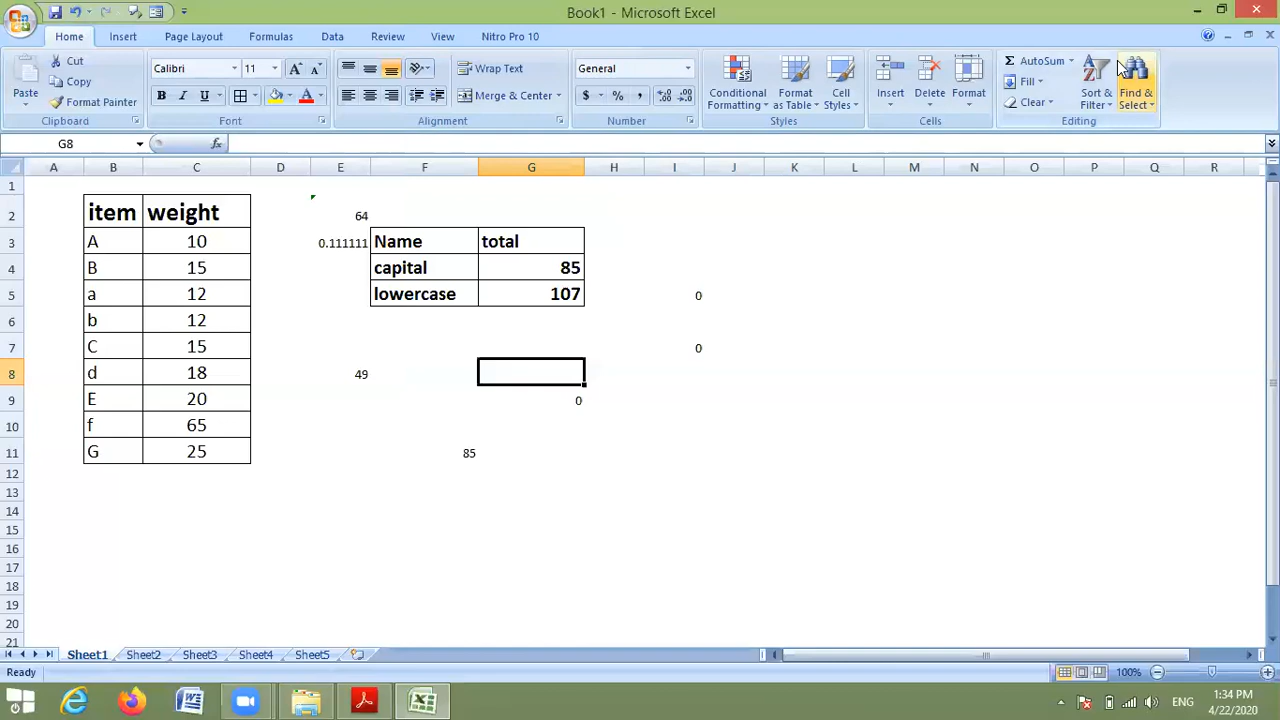 Book1 - Microsoft Excel
Home Insert Page Layout Formulas Data Review View Nitro Pro 10
Paste Cut Copy Format Painter Clipboard
Calibri 11 B I U A A A Font
Wrap Text Merge & Center Alignment
General $ % , Number
Conditional Formatting Format as Table Cell Styles Styles
Insert Delete Format Cells
Σ AutoSum Fill Clear Sort & Filter Find & Select Editing
G8 fx
A B C D E F G H I J K L M N O P Q R
1
2 item weight 64
3 A 10 0.111111 Name total
4 B 15 capital 85
5 a 12 lowercase 107 0
6 b 12
7 C 15 0
8 d 18 49
9 E 20 0
10 f 65
11 G 25 85
12
13
14
15
16
17
18
19
20
21
Sheet1 Sheet2 Sheet3 Sheet4 Sheet5
Ready 100%
ENG 1:34 PM
4/22/2020